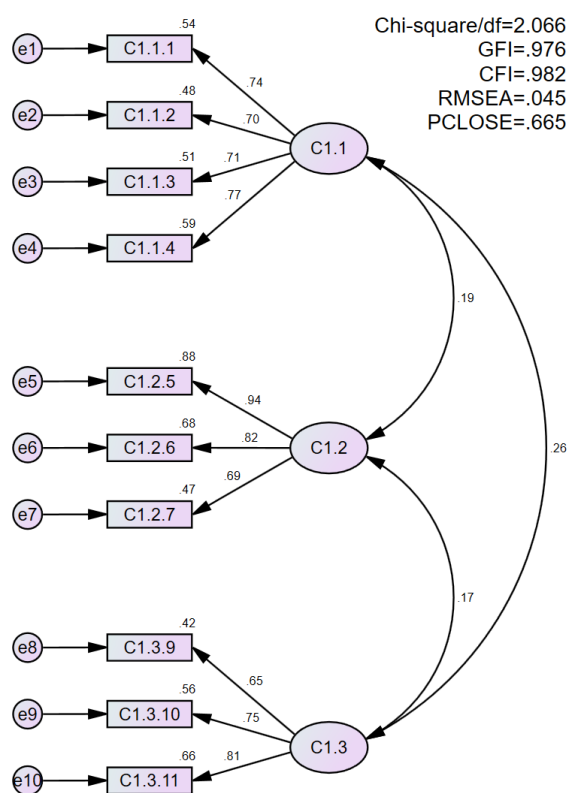 Chi-square/df=2.066
GFI=.976
CFI=.982
RMSEA=.045
PCLOSE=.665
.54
e1 C1.1.1
.74
.48
e2 C1.1.2
.70
C1.1
.51
e3 C1.1.3
.71
.77
.59
e4 C1.1.4
.19
.88
e5 C1.2.5
.94
.68
e6 C1.2.6
.82
C1.2
.26
.47
e7 C1.2.7
.69
.17
.42
e8 C1.3.9
.65
.56
e9 C1.3.10
.75
C1.3
.66
e10 C1.3.11
.81